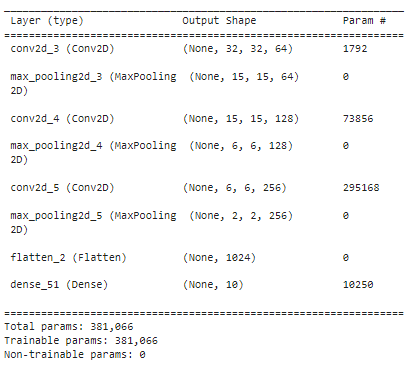 Layer (type) Output Shape Param #
conv2d_3 (Conv2D) (None, 32, 32, 64) 1792
max_pooling2d_3 (MaxPooling (None, 15, 15, 64) 0
2D)
conv2d_4 (Conv2D) (None, 15, 15, 128) 73856
max_pooling2d_4 (MaxPooling (None, 6, 6, 128) 0
2D)
conv2d_5 (Conv2D) (None, 6, 6, 256) 295168
max_pooling2d_5 (MaxPooling (None, 2, 2, 256) 0
2D)
flatten_2 (Flatten) (None, 1024) 0
dense_51 (Dense) (None, 10) 10250
Total params: 381,066
Trainable params: 381,066
Non-trainable params: 0